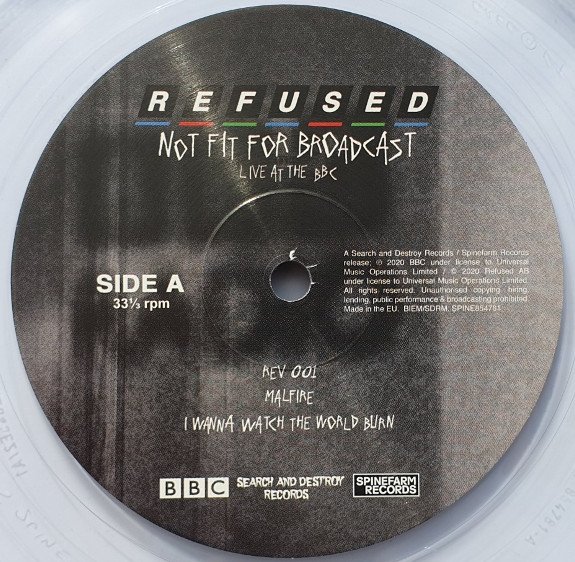 REFUSED
NOT FIT FOR BROADCAST
LIVE AT THE BBC
SIDE A
33⅓ rpm
A Search and Destroy Records / Spinefarm Records
release; ℗ 2020 BBC under license to Universal
Music Operations Limited / © 2020 Refused AB
under license to Universal Music Operations Limited.
All rights reserved. Unauthorised copying, hiring,
lending, public performance & broadcasting prohibited.
Made in the EU. BIEM/SDRM. SPINE854781
REV 001
MALFIRE
I WANNA WATCH THE WORLD BURN
BBC
SEARCH AND DESTROY
RECORDS
SPINEFARM
RECORDS